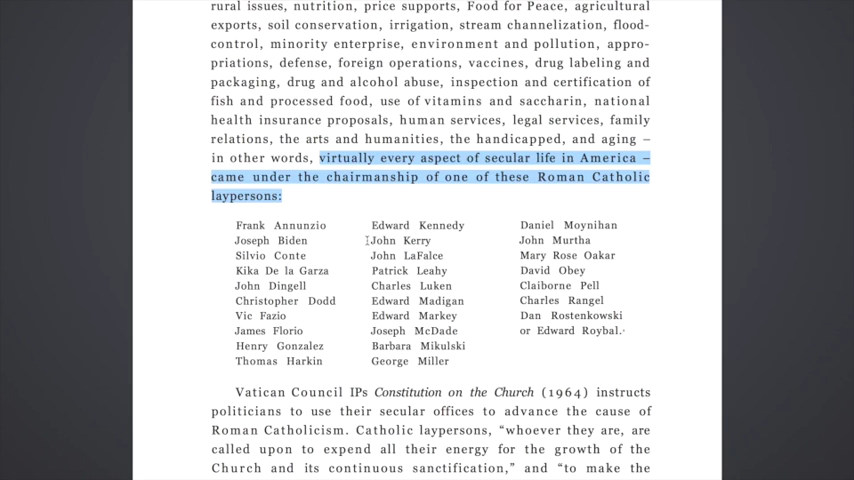 rural issues, nutrition, price supports, Food for Peace, agricultural
exports, soil conservation, irrigation, stream channelization, flood-
control, minority enterprise, environment and pollution, appro-
priations, defense, foreign operations, vaccines, drug labeling and
packaging, drug and alcohol abuse, inspection and certification of
fish and processed food, use of vitamins and saccharin, national
health insurance proposals, human services, legal services, family
relations, the arts and humanities, the handicapped, and aging –
in other words, virtually every aspect of secular life in America –
came under the chairmanship of one of these Roman Catholic
laypersons:
Frank Annunzio
Joseph Biden
Silvio Conte
Kika De la Garza
John Dingell
Christopher Dodd
Vic Fazio
James Florio
Henry Gonzalez
Thomas Harkin
Edward Kennedy
John Kerry
John LaFalce
Patrick Leahy
Charles Luken
Edward Madigan
Edward Markey
Joseph McDade
Barbara Mikulski
George Miller
Daniel Moynihan
John Murtha
Mary Rose Oakar
David Obey
Claiborne Pell
Charles Rangel
Dan Rostenkowski
or Edward Roybal.·
Vatican Council IPs Constitution on the Church (1964) instructs
politicians to use their secular offices to advance the cause of
Roman Catholicism. Catholic laypersons, “whoever they are, are
called upon to expend all their energy for the growth of the
Church and its continuous sanctification,” and “to make the